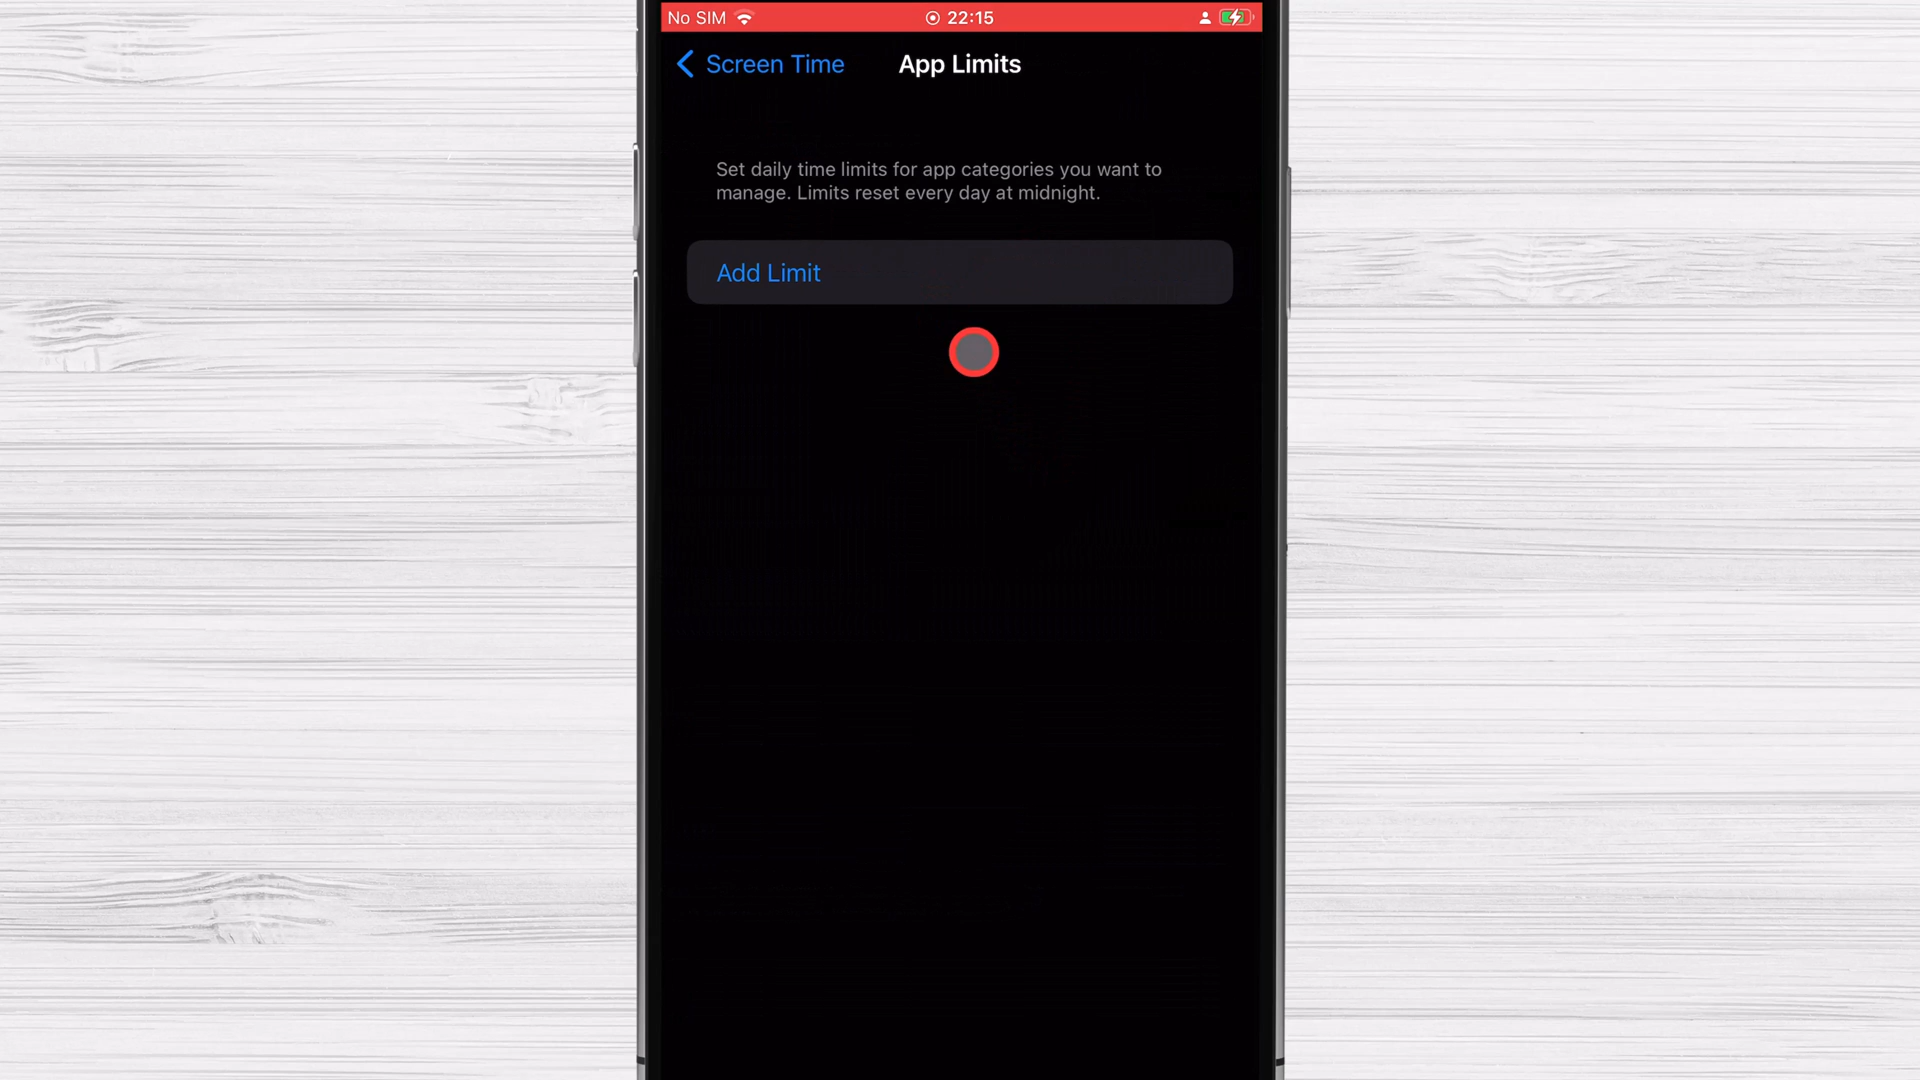 No SIM 22:15
Screen Time App Limits
Set daily time limits for app categories you want to
manage. Limits reset every day at midnight.
Add Limit